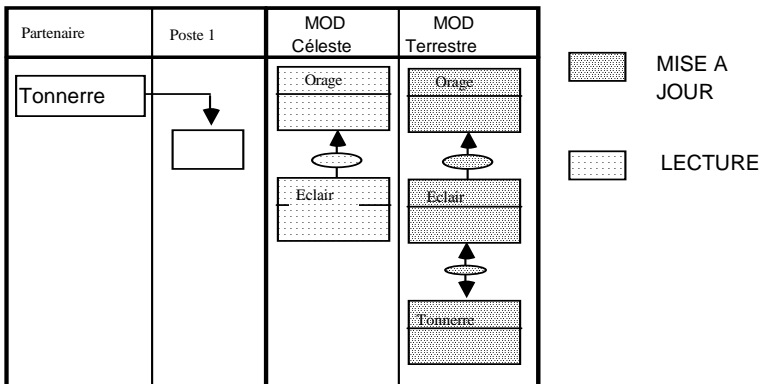 Partenaire
Poste 1
MOD
Céleste
MOD
Terrestre
Tonnerre
Orage
Orage
Eclair
Eclair
Tonnerre
MISE A
JOUR
LECTURE